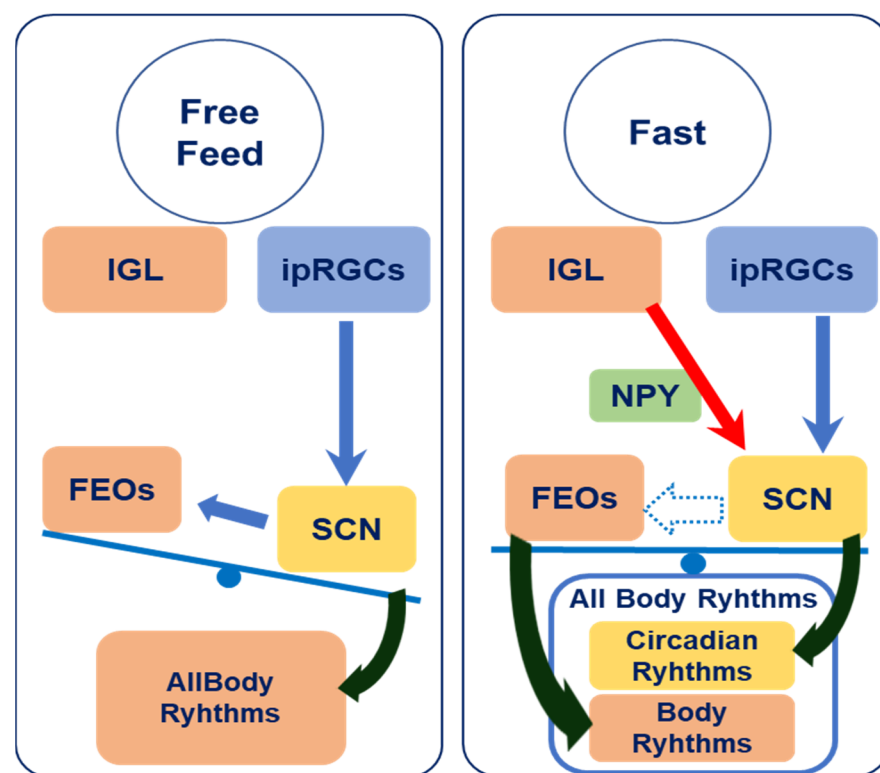 Free
Feed
IGL
ipRGCs
FEOs
SCN
AllBody
Ryhthms
Fast
IGL
ipRGCs
NPY
FEOs
SCN
All Body Ryhthms
Circadian
Ryhthms
Body
Ryhthms